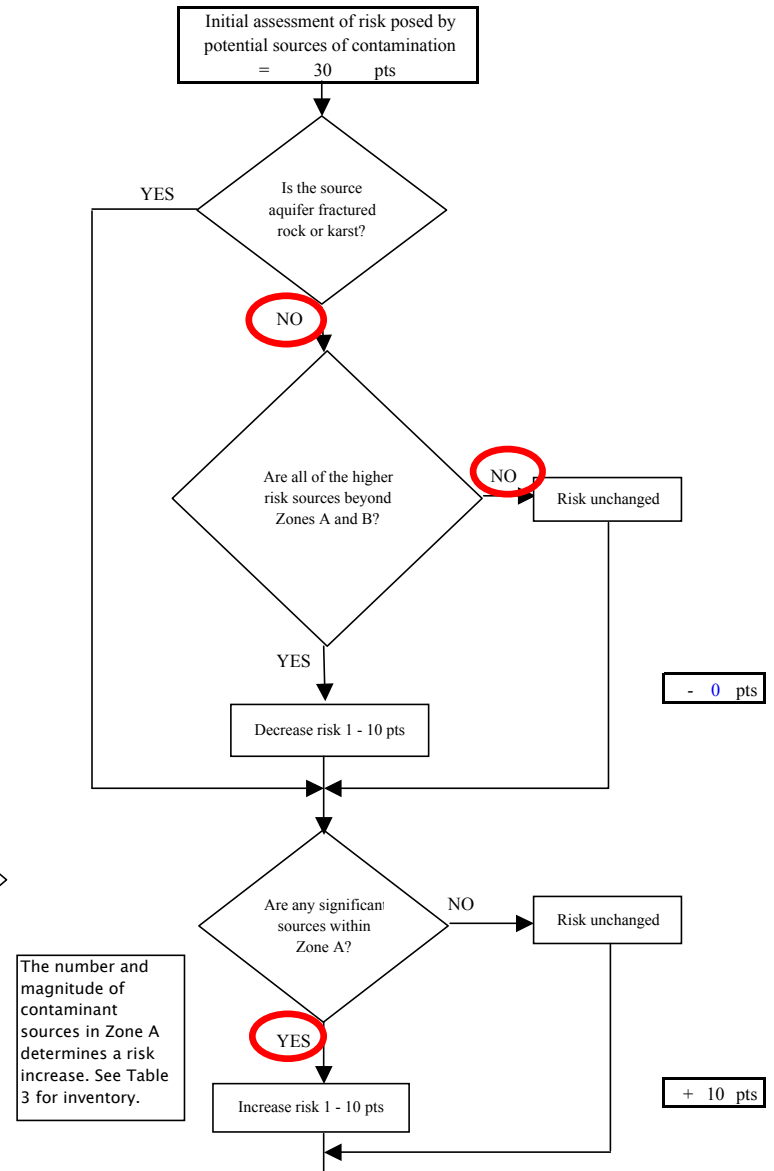 Initial assessment of risk posed by
potential sources of contamination
= 30 pts
YES
Is the source
aquifer fractured
rock or karst?
NO
Are all of the higher
risk sources beyond
Zones A and B?
NO
Risk unchanged
YES
- 0 pts
Decrease risk 1 - 10 pts
Are any significant
sources within
Zone A?
NO
Risk unchanged
The number and
magnitude of
contaminant
sources in Zone A
determines a risk
increase. See Table
3 for inventory.
YES
Increase risk 1 - 10 pts
+ 10 pts